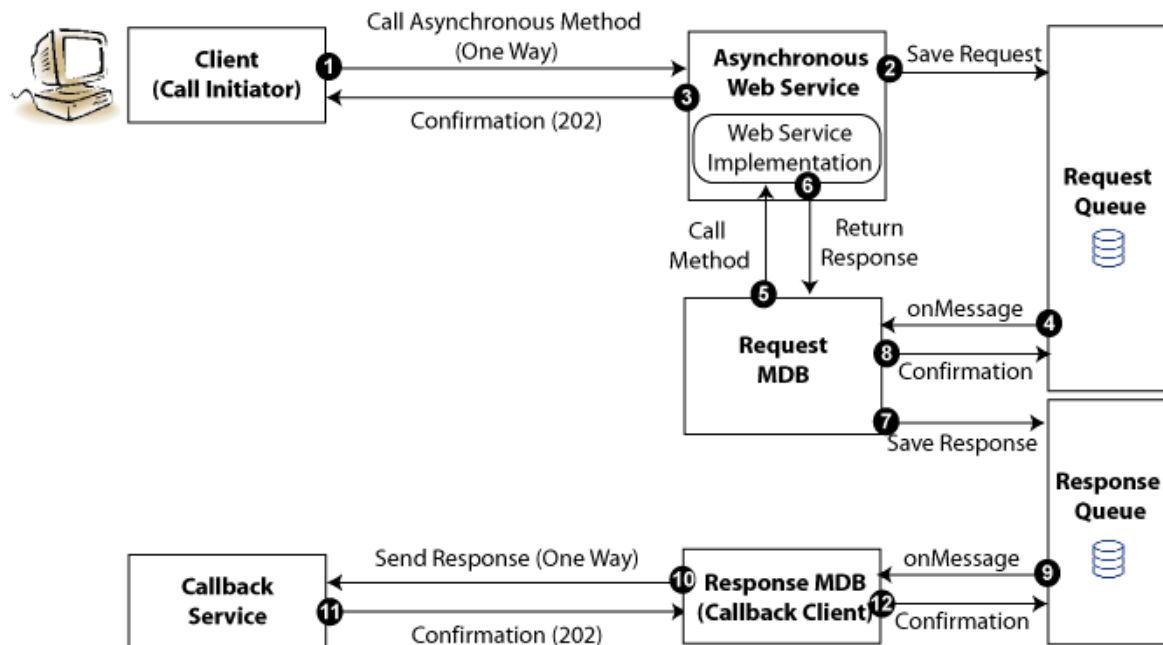 Call Asynchronous Method
(One Way)
Client
(Call Initiator)
1
3
Confirmation (202)
Asynchronous
Web Service
2
Save Request
Web Service
Implementation
6
Request
Queue
Call
Method
Return
Response
5
Request
MDB
onMessage
4
8
Confirmation
7
Save Response
Response
Queue
Callback
Service
Send Response (One Way)
10
11
Confirmation (202)
Response MDB
(Callback Client)
onMessage
9
12
Confirmation